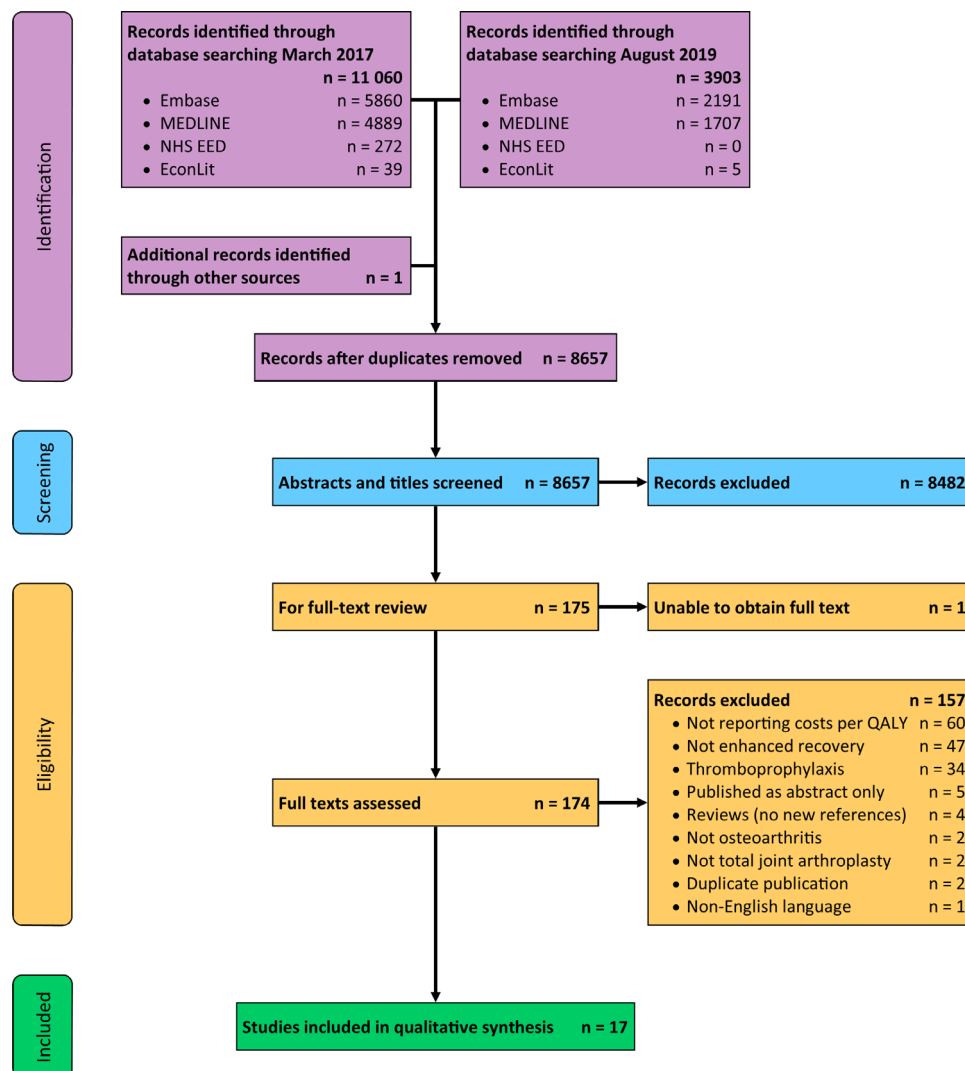 Identification
Records identified through
database searching March 2017
n = 11 060
• Embase n = 5860
• MEDLINE n = 4889
• NHS EED n = 272
• EconLit n = 39
Records identified through
database searching August 2019
n = 3903
• Embase n = 2191
• MEDLINE n = 1707
• NHS EED n = 0
• EconLit n = 5
Additional records identified
through other sources n = 1
Records after duplicates removed n = 8657
Screening
Abstracts and titles screened n = 8657
Records excluded n = 8482
Eligibility
For full-text review n = 175
Unable to obtain full text n = 1
Full texts assessed n = 174
Records excluded n = 157
• Not reporting costs per QALY n = 60
• Not enhanced recovery n = 47
• Thromboprophylaxis n = 34
• Published as abstract only n = 5
• Reviews (no new references) n = 4
• Not osteoarthritis n = 2
• Not total joint arthroplasty n = 2
• Duplicate publication n = 2
• Non-English language n = 1
Included
Studies included in qualitative synthesis n = 17